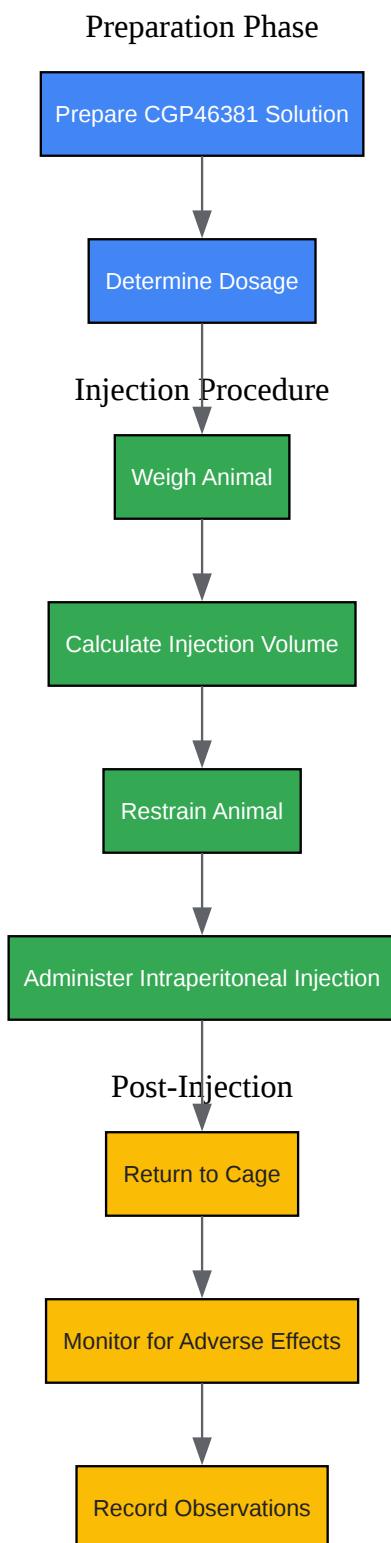 Preparation Phase
Prepare CGP46381 Solution
Determine Dosage
Injection Procedure
Weigh Animal
Calculate Injection Volume
Restrain Animal
Administer Intraperitoneal Injection
Post-Injection
Return to Cage
Monitor for Adverse Effects
Record Observations